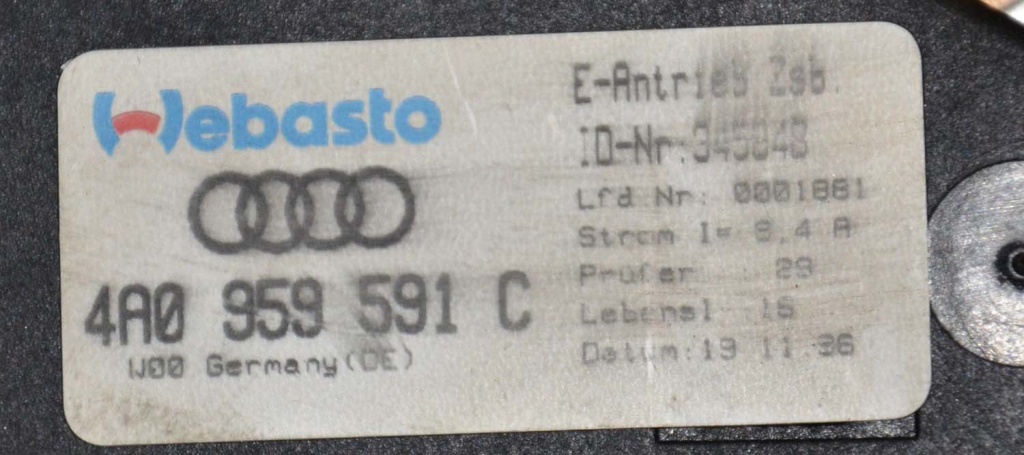 Webasto
4A0 959 591 C
W00 Germany(DE)
E-Antrieb Zsb.
ID-Nr:345048
Lfd Nr: 0001881
Strom I= 8,4 A
Prüfer : 29
Lebensl 15
Datum:19 11.96